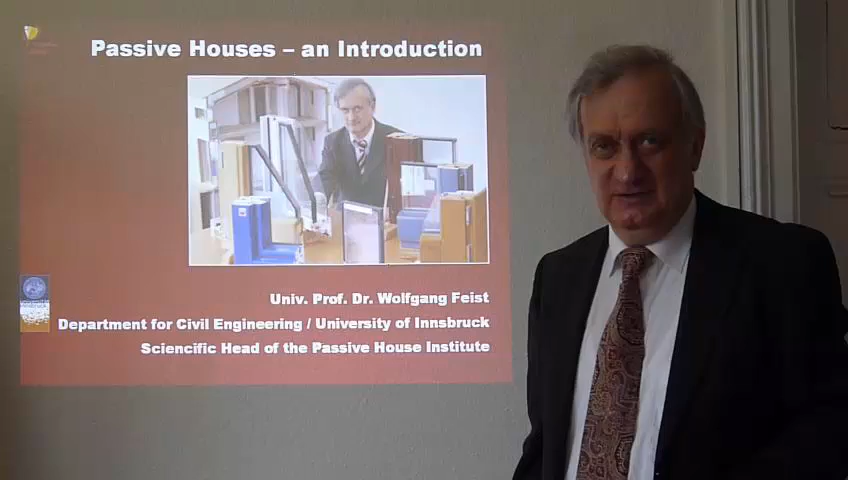 Passive Houses – an Introduction
Univ. Prof. Dr. Wolfgang Feist
Department for Civil Engineering / University of Innsbruck
Sciencific Head of the Passive House Institute